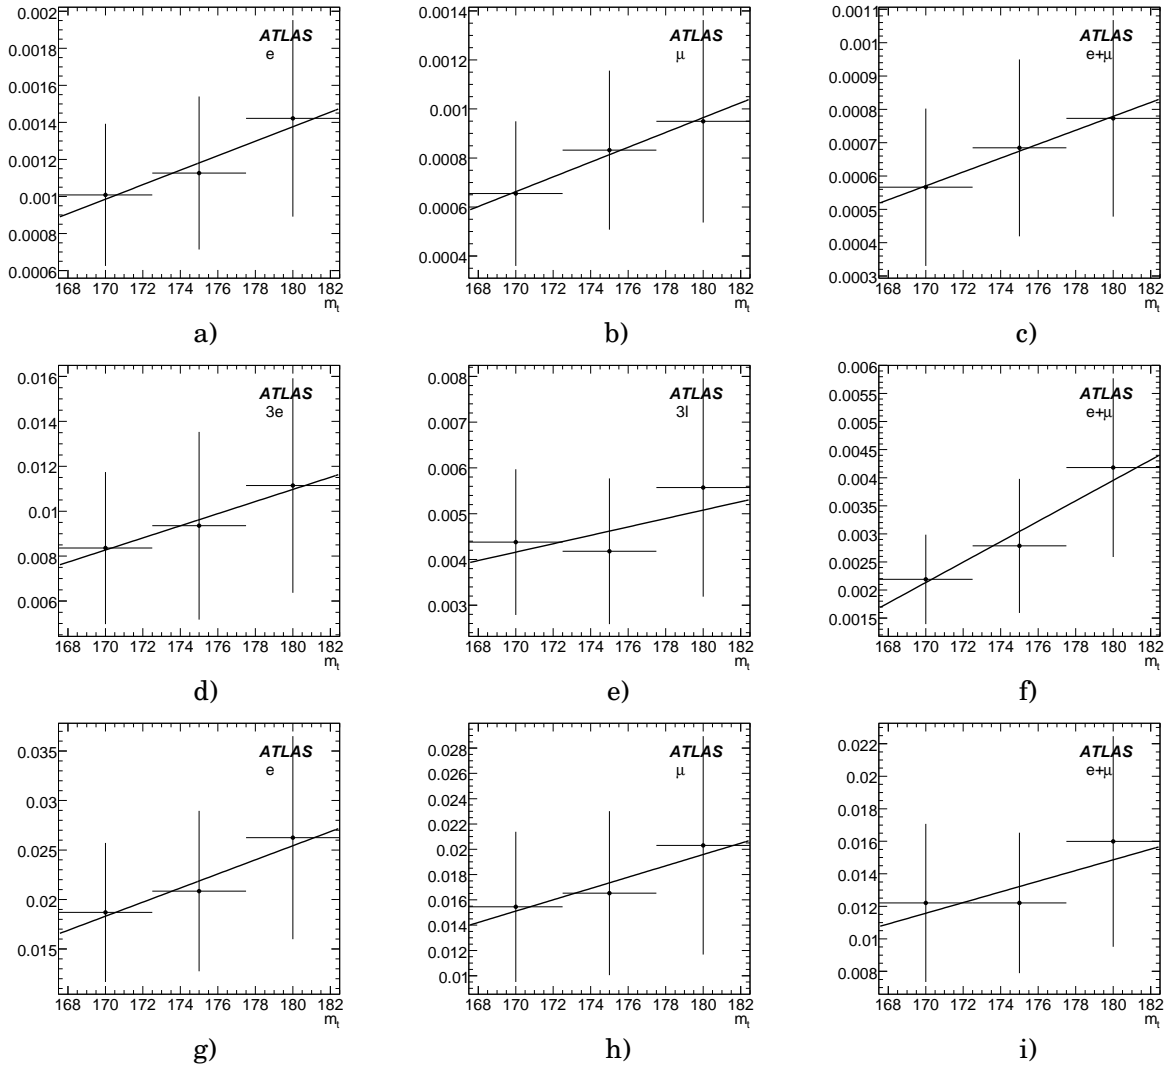 0.002
0.0018
0.0016
0.0014
0.0012
0.001
0.0008
0.0006
ATLAS
e
168 170 172 174 176 178 180 182
mt
a)
0.0014
0.0012
0.001
0.0008
0.0006
0.0004
ATLAS
μ
168 170 172 174 176 178 180 182
mt
b)
0.0011
0.001
0.0009
0.0008
0.0007
0.0006
0.0005
0.0004
0.0003
ATLAS
e+μ
168 170 172 174 176 178 180 182
mt
c)
0.016
0.014
0.012
0.01
0.008
0.006
ATLAS
3e
168 170 172 174 176 178 180 182
mt
d)
0.008
0.007
0.006
0.005
0.004
0.003
ATLAS
3l
168 170 172 174 176 178 180 182
mt
e)
0.006
0.0055
0.005
0.0045
0.004
0.0035
0.003
0.0025
0.002
0.0015
ATLAS
e+μ
168 170 172 174 176 178 180 182
mt
f)
0.035
0.03
0.025
0.02
0.015
ATLAS
e
168 170 172 174 176 178 180 182
mt
g)
0.028
0.026
0.024
0.022
0.02
0.018
0.016
0.014
0.012
0.01
ATLAS
μ
168 170 172 174 176 178 180 182
mt
h)
0.022
0.02
0.018
0.016
0.014
0.012
0.01
0.008
ATLAS
e+μ
168 170 172 174 176 178 180 182
mt
i)